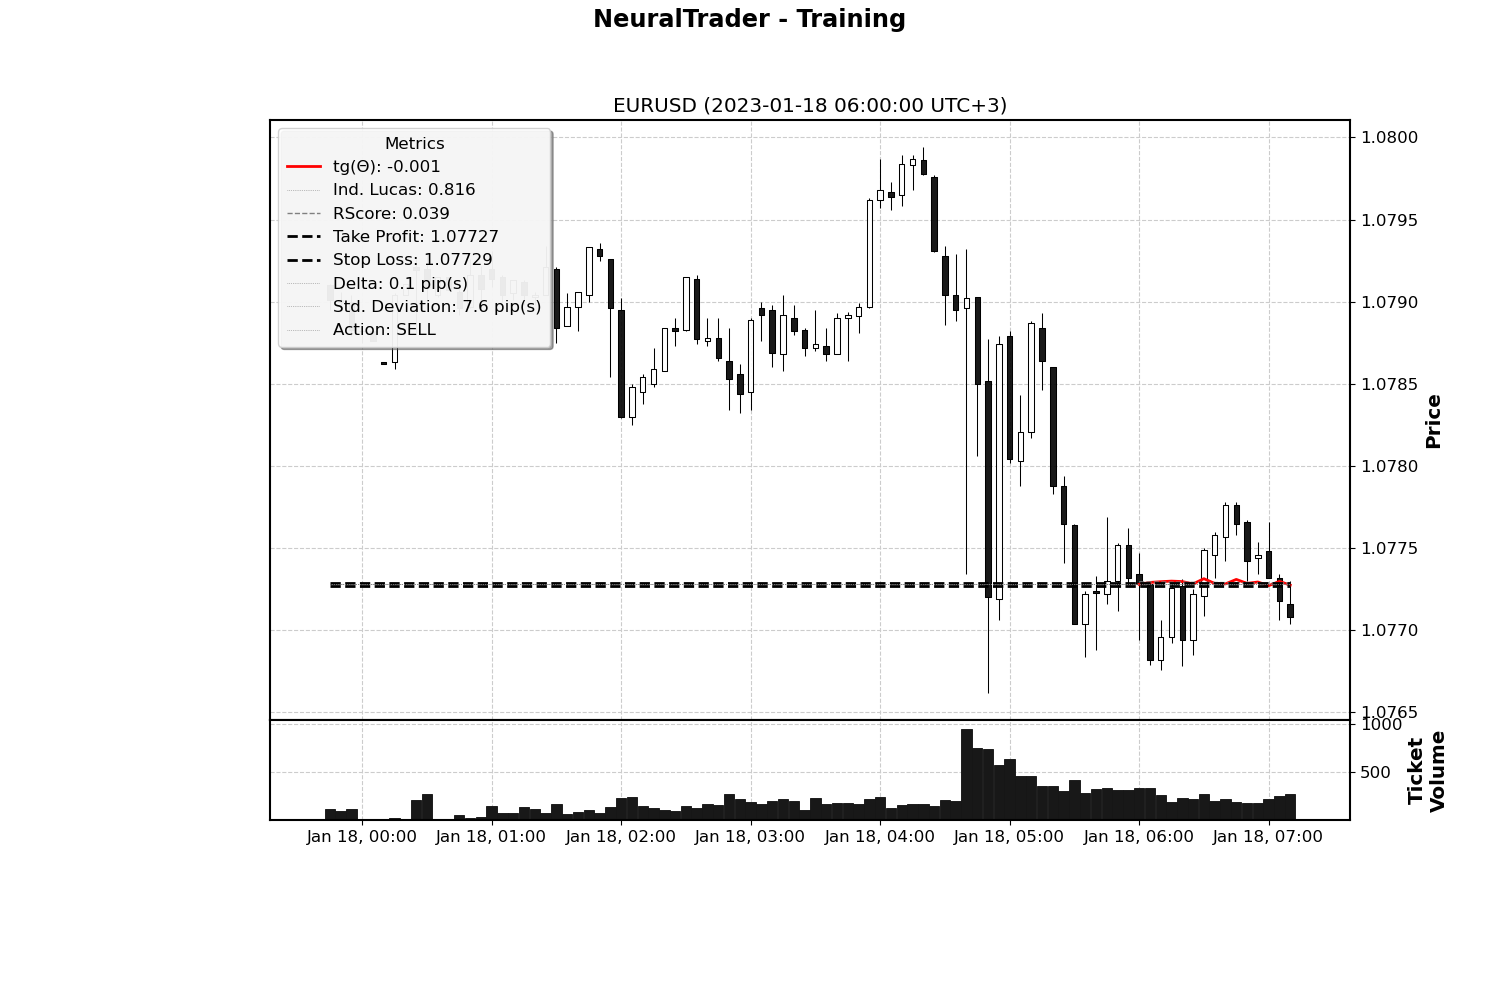 NeuralTrader - Training
EURUSD (2023-01-18 06:00:00 UTC+3)
Metrics
tg(Θ): -0.001
Ind. Lucas: 0.816
RScore: 0.039
Take Profit: 1.07727
Stop Loss: 1.07729
Delta: 0.1 pip(s)
Std. Deviation: 7.6 pip(s)
Action: SELL
1.0800
1.0795
1.0790
1.0785
1.0780
1.0775
1.0770
1.0765
Price
1000
500
Ticket
Volume
Jan 18, 00:00
Jan 18, 01:00
Jan 18, 02:00
Jan 18, 03:00
Jan 18, 04:00
Jan 18, 05:00
Jan 18, 06:00
Jan 18, 07:00